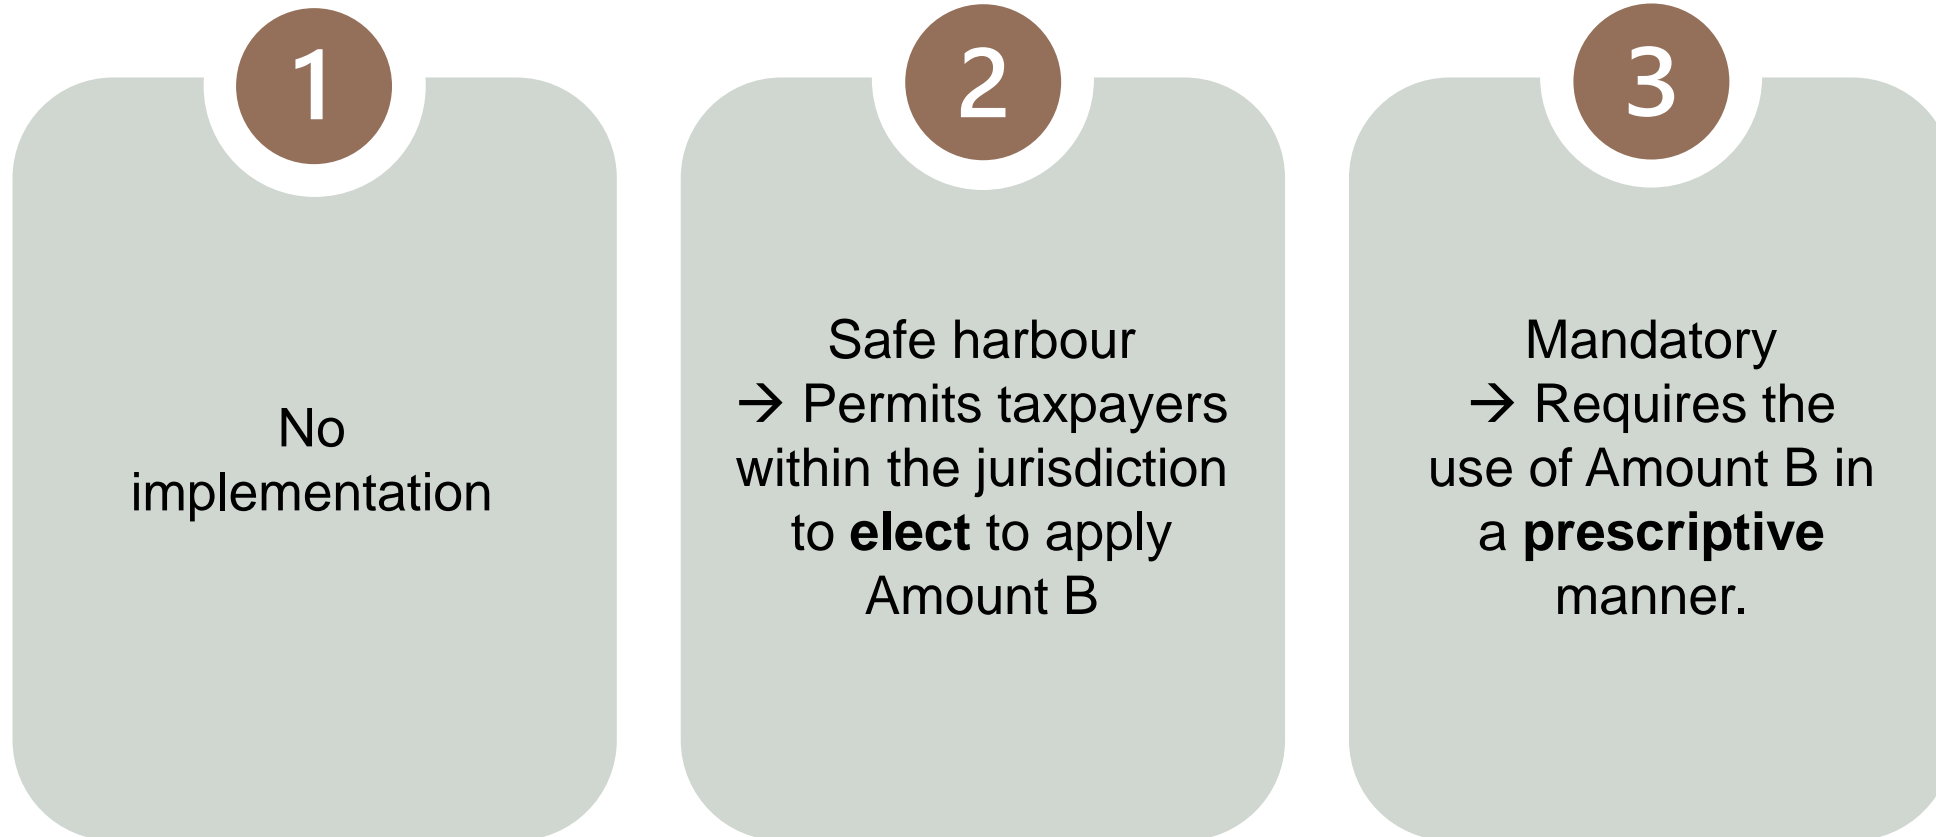 1
No
implementation
2
Safe harbour
→ Permits taxpayers
within the jurisdiction
to elect to apply
Amount B
3
Mandatory
→ Requires the
use of Amount B in
a prescriptive
manner.